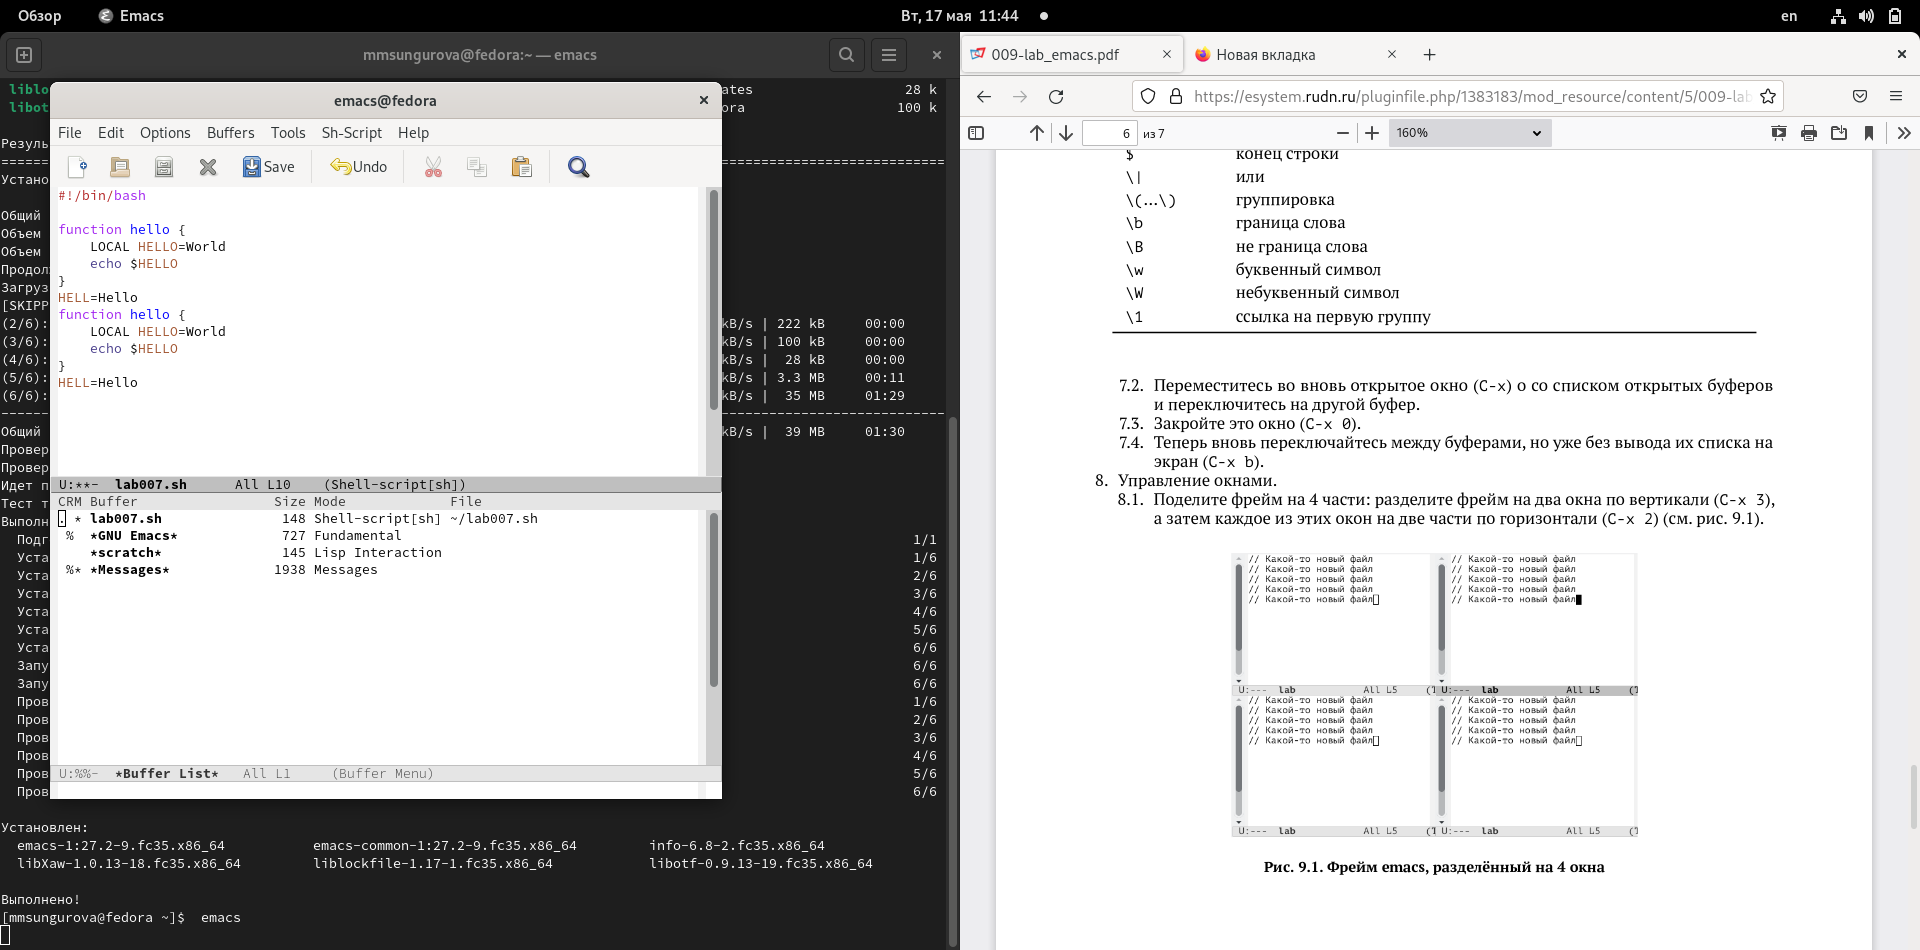 Обзор
Emacs
Вт, 17 мая 11:44
en
mmsungurova@fedora:~ — emacs
liblo
ates 28 k
libot
ora 100 k
Резуль
Устано
Общий
Объем
Объем
Продол
Загруз
[SKIPP
(2/6): kB/s | 222 kB 00:00
(3/6): kB/s | 100 kB 00:00
(4/6): kB/s | 28 kB 00:00
(5/6): kB/s | 3.3 MB 00:11
(6/6): kB/s | 35 MB 01:29
Общий kB/s | 39 MB 01:30
Провер
Провер
Идет п
Тест т
Выполн
Подг 1/1
Уста 1/6
Уста 2/6
Уста 3/6
Уста 4/6
Уста 5/6
Уста 6/6
Запу 6/6
Запу 6/6
Пров 1/6
Пров 2/6
Пров 3/6
Пров 4/6
Пров 5/6
Пров 6/6
Установлен:
emacs-1:27.2-9.fc35.x86_64 emacs-common-1:27.2-9.fc35.x86_64 info-6.8-2.fc35.x86_64
libXaw-1.0.13-18.fc35.x86_64 liblockfile-1.17-1.fc35.x86_64 libotf-0.9.13-19.fc35.x86_64
Выполнено!
[mmsungurova@fedora ~]$ emacs
emacs@fedora
File Edit Options Buffers Tools Sh-Script Help
Save Undo
#!/bin/bash
function hello {
LOCAL HELLO=World
echo $HELLO
}
HELL=Hello
function hello {
LOCAL HELLO=World
echo $HELLO
}
HELL=Hello
U:**- lab007.sh All L10 (Shell-script[sh])
CRM Buffer Size Mode File
. * lab007.sh 148 Shell-script[sh] ~/lab007.sh
% *GNU Emacs* 727 Fundamental
*scratch* 145 Lisp Interaction
%* *Messages* 1938 Messages
U:%%- *Buffer List* All L1 (Buffer Menu)
009-lab_emacs.pdf
Новая вкладка
https://esystem.rudn.ru/pluginfile.php/1383183/mod_resource/content/5/009-lab
6 из 7
160%
$ конец строки
\| или
\(...\) группировка
\b граница слова
\B не граница слова
\w буквенный символ
\W небуквенный символ
\1 ссылка на первую группу
7.2. Переместитесь во вновь открытое окно (C-x) o со списком открытых буферов
и переключитесь на другой буфер.
7.3. Закройте это окно (C-x 0).
7.4. Теперь вновь переключайтесь между буферами, но уже без вывода их списка на
экран (C-x b).
8. Управление окнами.
8.1. Поделите фрейм на 4 части: разделите фрейм на два окна по вертикали (C-x 3),
а затем каждое из этих окон на две части по горизонтали (C-x 2) (см. рис. 9.1).
// Какой-то новый файл // Какой-то новый файл
// Какой-то новый файл // Какой-то новый файл
// Какой-то новый файл // Какой-то новый файл
// Какой-то новый файл // Какой-то новый файл
// Какой-то новый файл // Какой-то новый файл
U:--- lab All L5 (T U:--- lab All L5 (T
// Какой-то новый файл // Какой-то новый файл
// Какой-то новый файл // Какой-то новый файл
// Какой-то новый файл // Какой-то новый файл
// Какой-то новый файл // Какой-то новый файл
// Какой-то новый файл // Какой-то новый файл
U:--- lab All L5 (T U:--- lab All L5 (T
Рис. 9.1. Фрейм emacs, разделённый на 4 окна